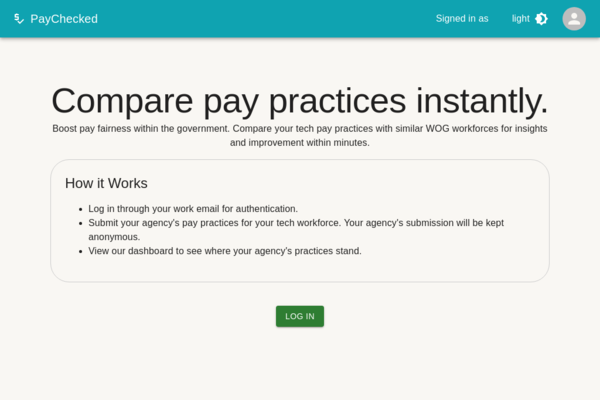 PayChecked
Signed in as
light
Compare pay practices instantly.
Boost pay fairness within the government. Compare your tech pay practices with similar WOG workforces for insights
and improvement within minutes.
How it Works
Log in through your work email for authentication.
Submit your agency's pay practices for your tech workforce. Your agency's submission will be kept
anonymous.
View our dashboard to see where your agency's practices stand.
LOG IN